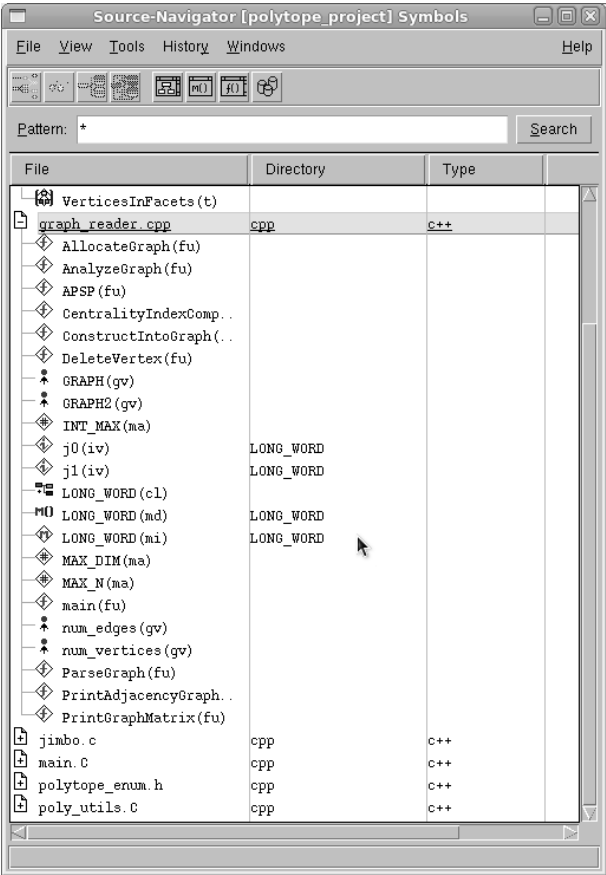 Source-Navigator [polytope_project] Symbols
File View Tools History Windows Help
M() f()
Pattern: * Search
File Directory Type
VerticesInFacets(t)
graph_reader.cpp cpp c++
AllocateGraph(fu)
AnalyzeGraph(fu)
APSP(fu)
CentralityIndexComp..
ConstructIntoGraph(..
DeleteVertex(fu)
GRAPH(gv)
GRAPH2(gv)
INT_MAX(ma)
j0(iv) LONG_WORD
j1(iv) LONG_WORD
LONG_WORD(cl)
M() LONG_WORD(md) LONG_WORD
LONG_WORD(mi) LONG_WORD
MAX_DIM(ma)
MAX_N(ma)
main(fu)
num_edges(gv)
num_vertices(gv)
ParseGraph(fu)
PrintAdjacencyGraph..
PrintGraphMatrix(fu)
jimbo.c cpp c++
main.C cpp c++
polytope_enum.h cpp c++
poly_utils.C cpp c++